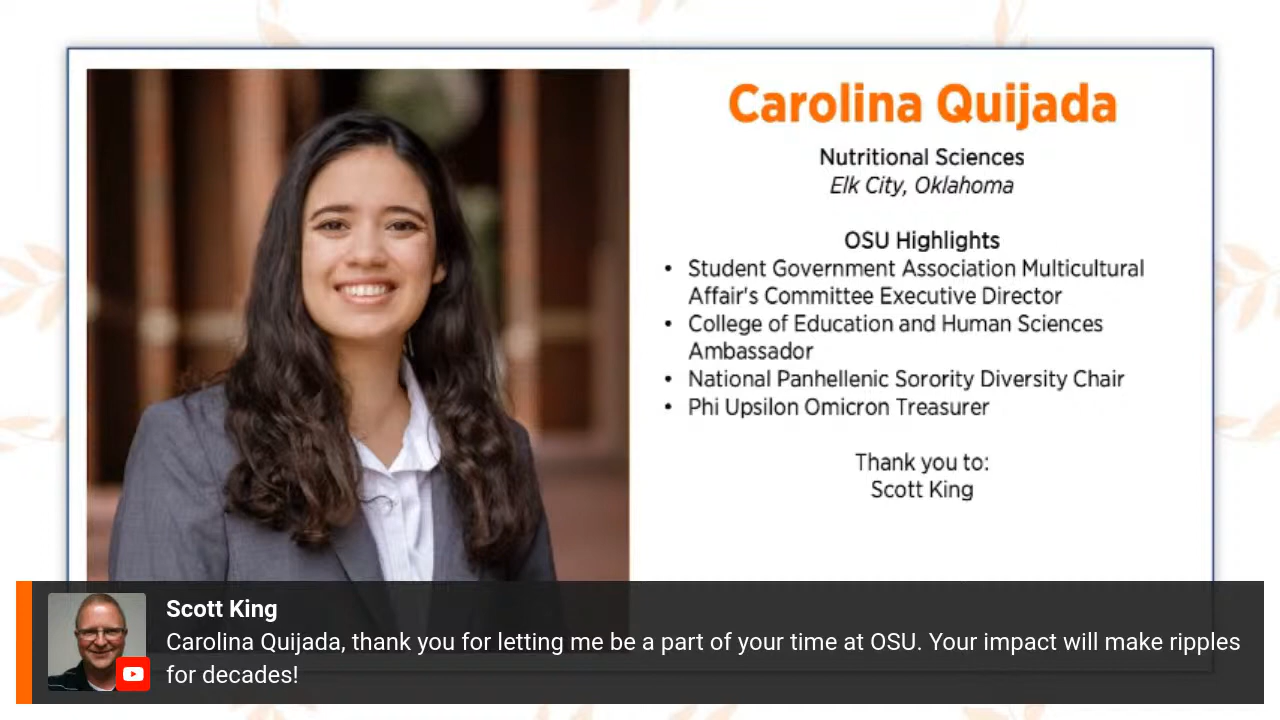 Carolina Quijada
Nutritional Sciences
Elk City, Oklahoma
OSU Highlights
• Student Government Association Multicultural
Affair's Committee Executive Director
• College of Education and Human Sciences
Ambassador
• National Panhellenic Sorority Diversity Chair
• Phi Upsilon Omicron Treasurer
Thank you to:
Scott King
Scott King
Carolina Quijada, thank you for letting me be a part of your time at OSU. Your impact will make ripples
for decades!